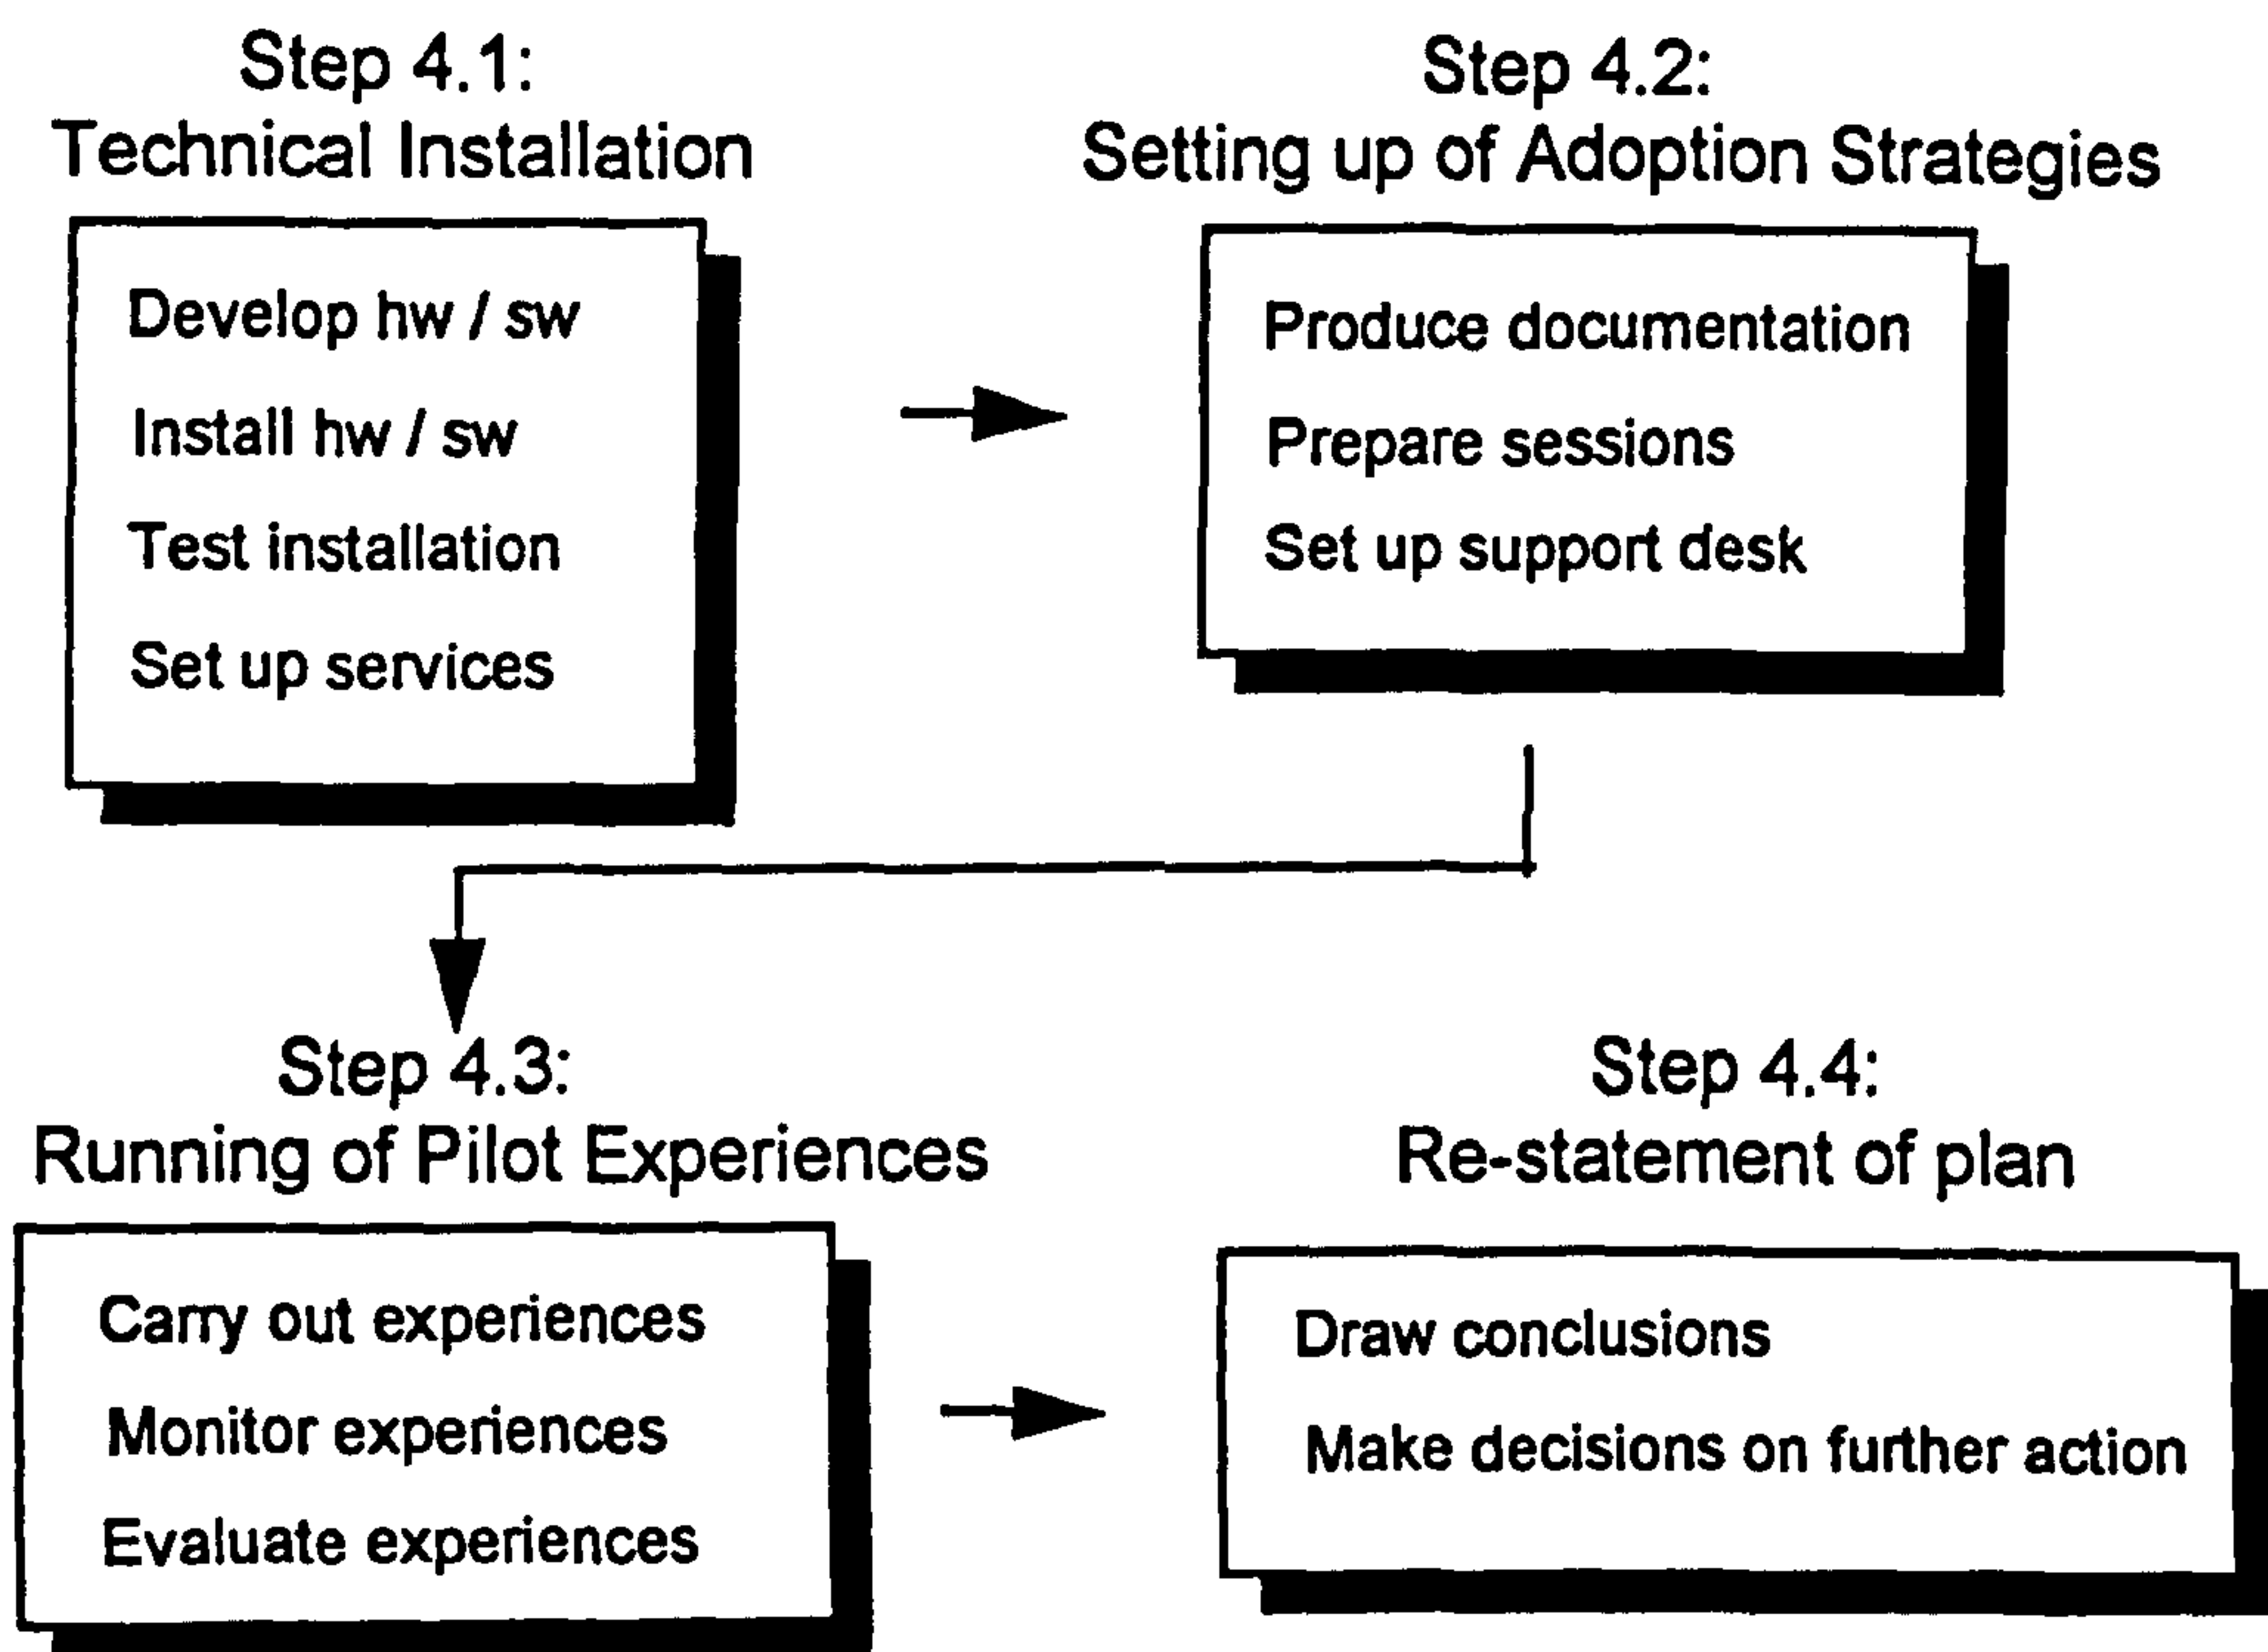 Step 4.1:
Technical Installation
Develop hw / sw
Install hw / sw
Test installation
Set up services
Step 4.2:
Setting up of Adoption Strategies
Produce documentation
Prepare sessions
Set up support desk
Step 4.3:
Running of Pilot Experiences
Carry out experiences
Monitor experiences
Evaluate experiences
Step 4.4:
Re-statement of plan
Draw conclusions
Make decisions on further action